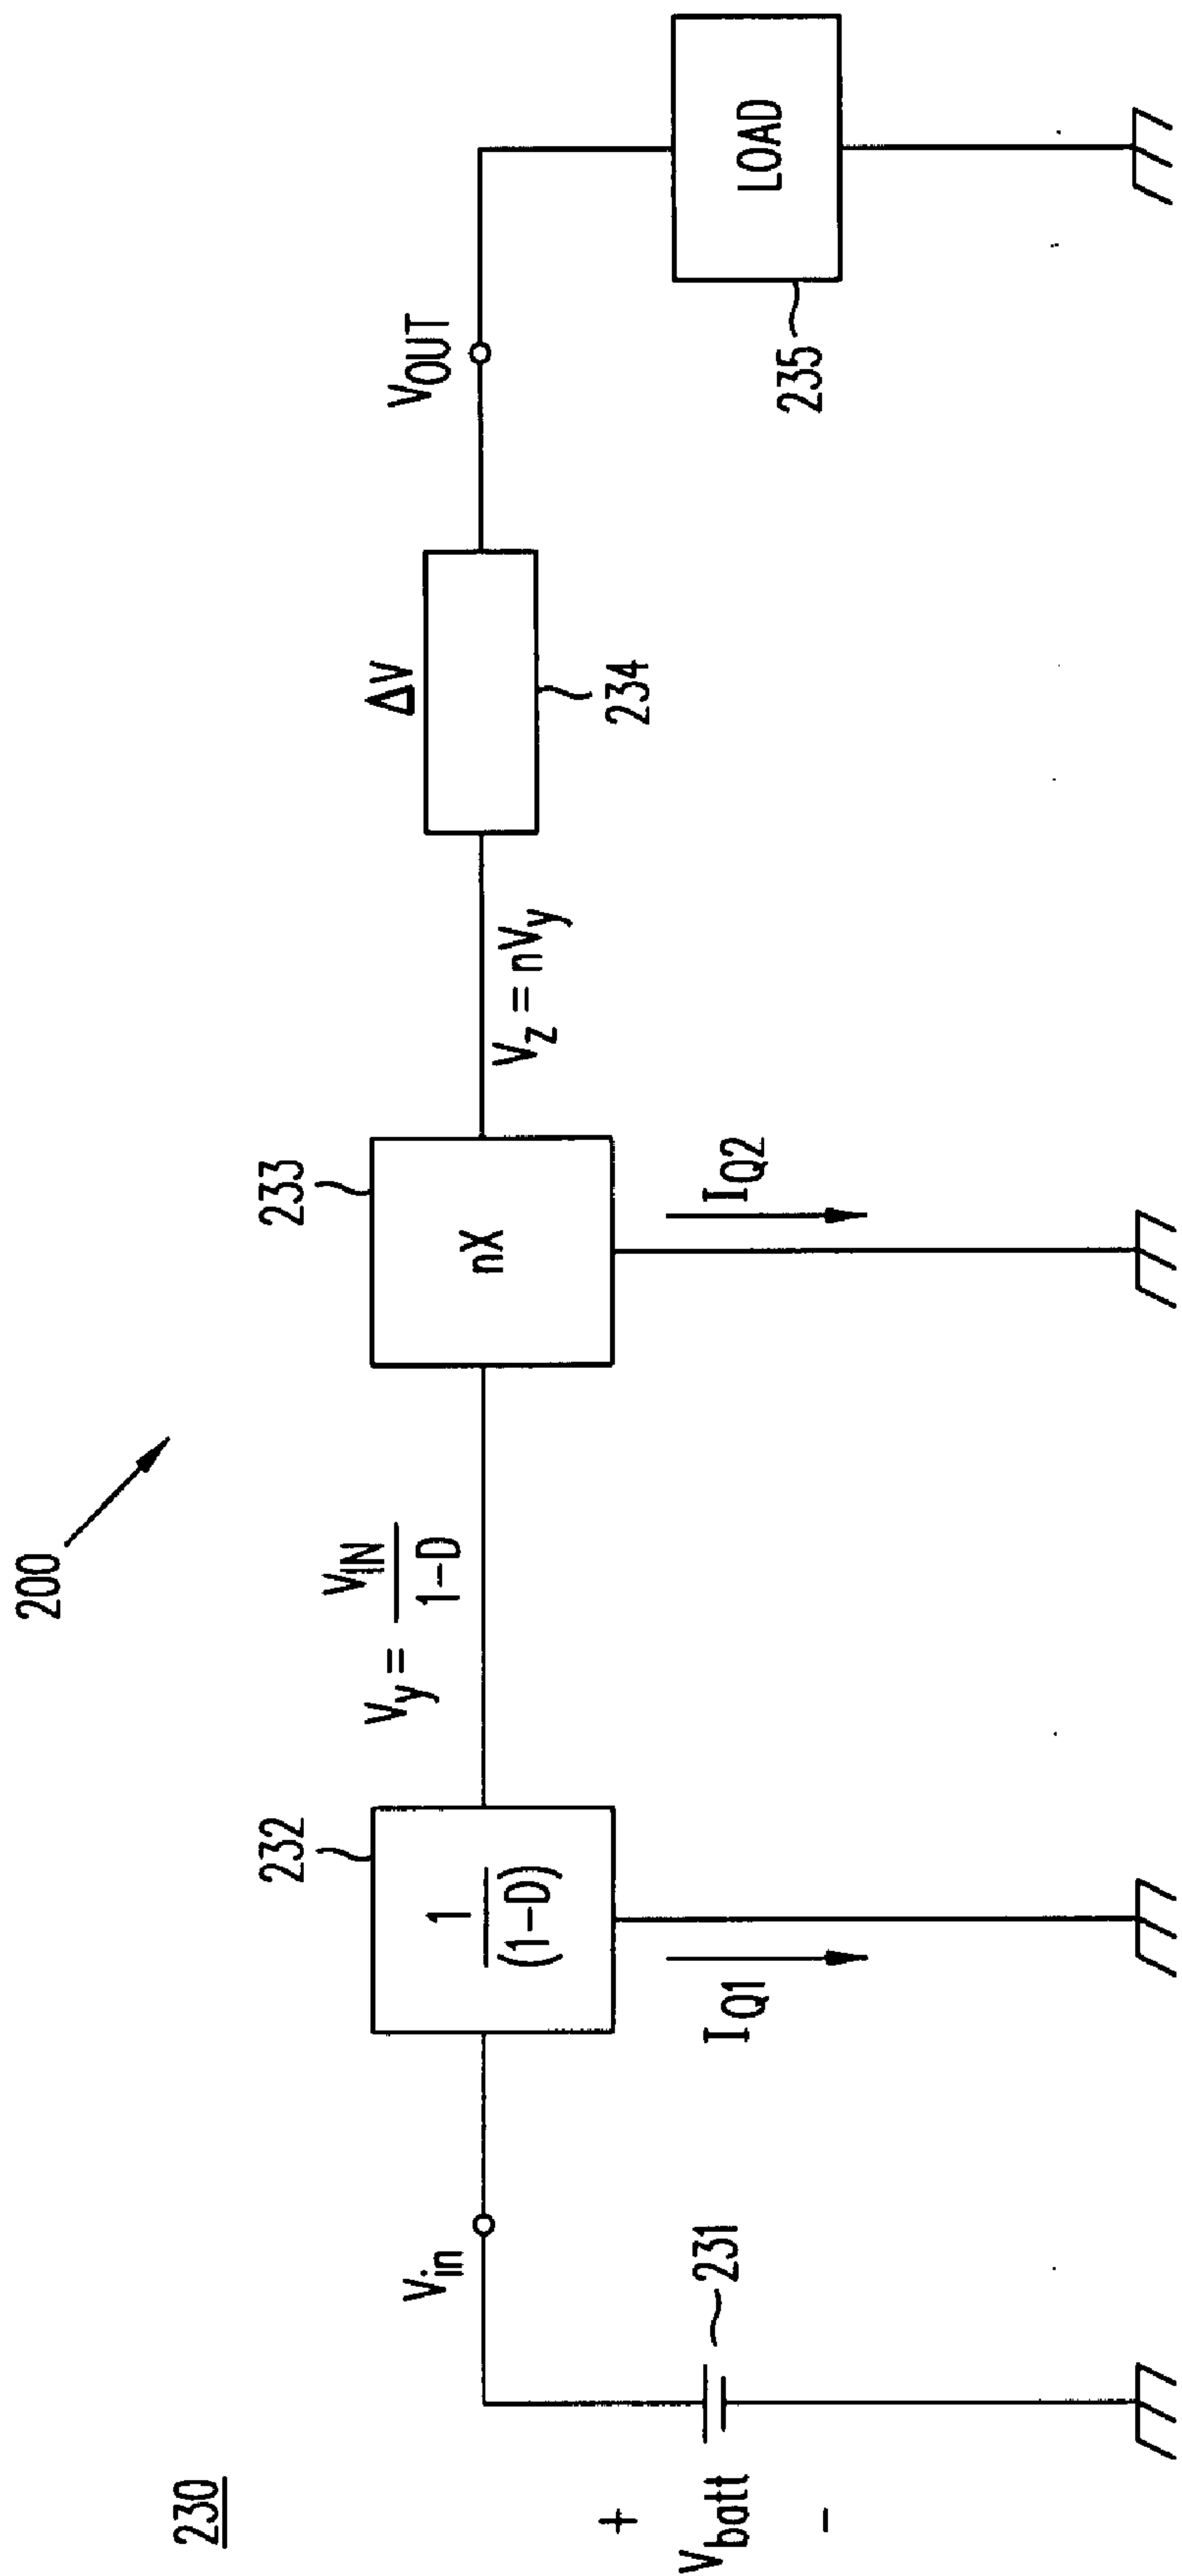 230
200
V_batt
+
-
231
V_in
232
1/(1-D)
I_Q1
V_y = V_IN/1-D
233
nX
I_Q2
V_z = nV_y
ΔV
234
V_OUT
LOAD
235